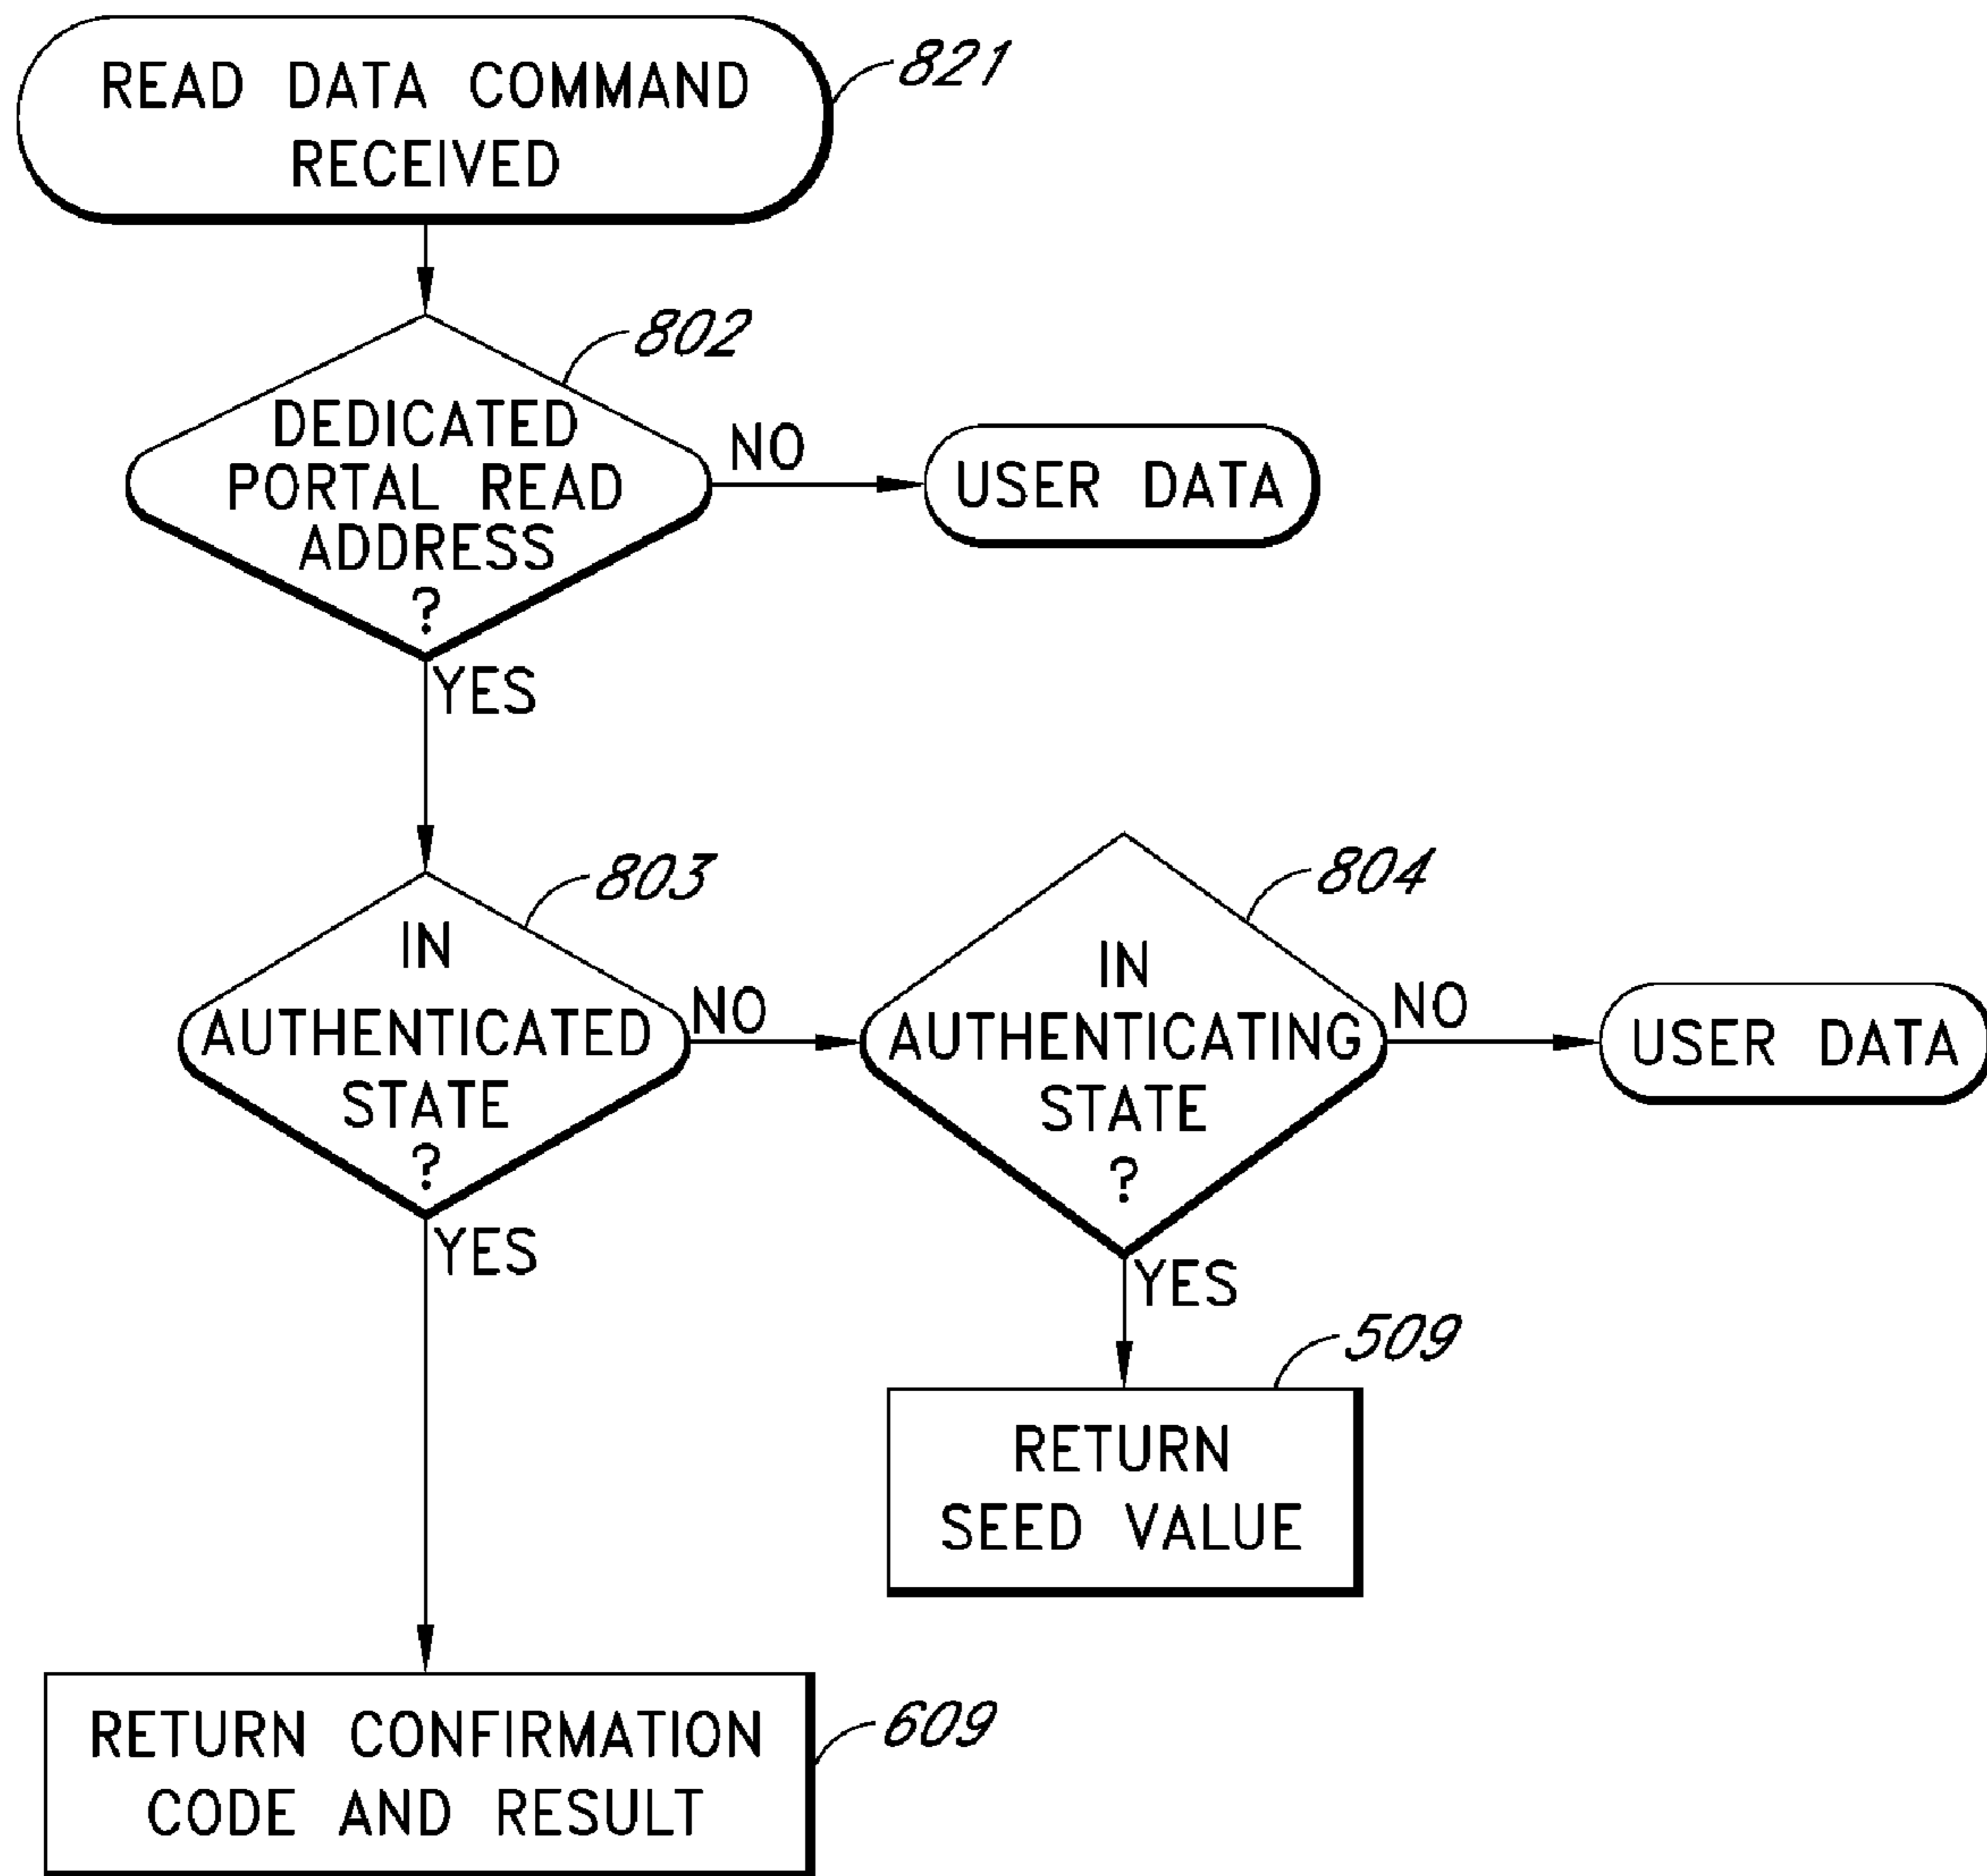 READ DATA COMMAND
RECEIVED
821
802
DEDICATED
PORTAL READ
ADDRESS
?
NO
USER DATA
YES
803
IN
AUTHENTICATED
STATE
?
NO
YES
804
IN
AUTHENTICATING
STATE
?
NO
USER DATA
YES
509
RETURN
SEED VALUE
RETURN CONFIRMATION
CODE AND RESULT
609